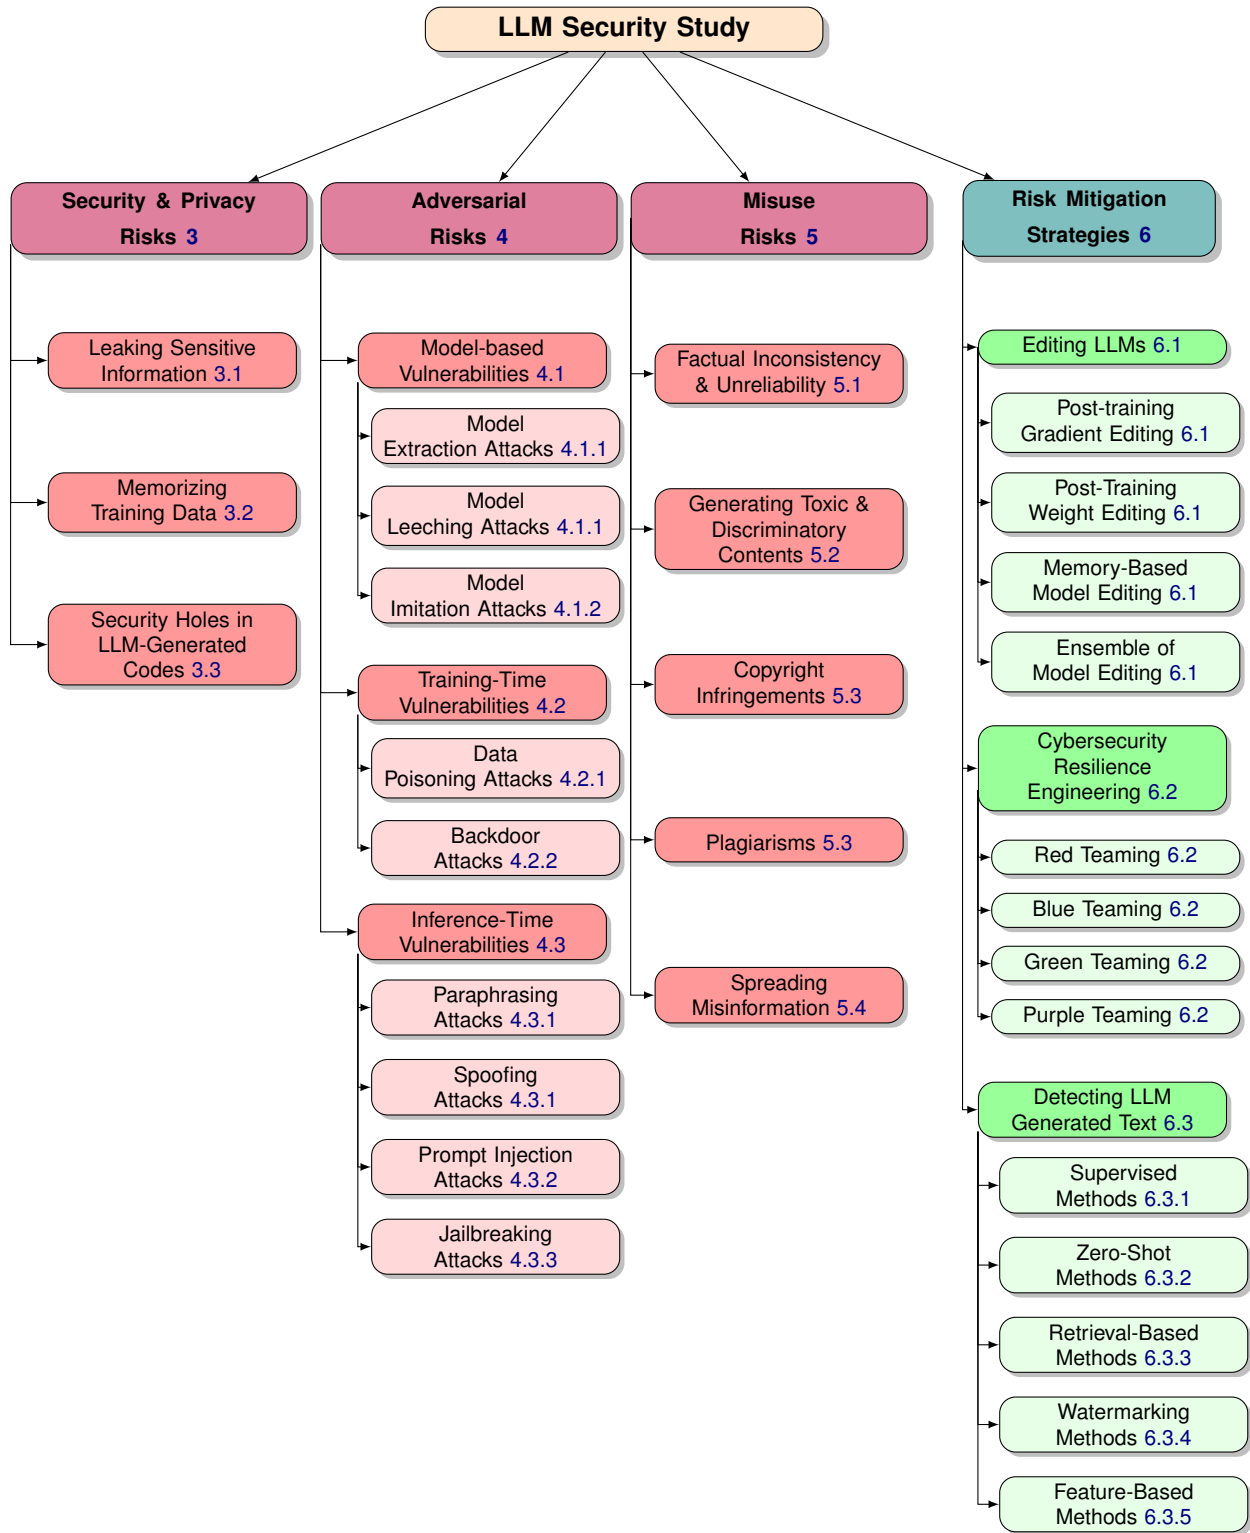 LLM Security Study
Security & Privacy
Risks 3
Leaking Sensitive
Information 3.1
Memorizing
Training Data 3.2
Security Holes in
LLM-Generated
Codes 3.3
Adversarial
Risks 4
Model-based
Vulnerabilities 4.1
Model
Extraction Attacks 4.1.1
Model
Leeching Attacks 4.1.1
Model
Imitation Attacks 4.1.2
Training-Time
Vulnerabilities 4.2
Data
Poisoning Attacks 4.2.1
Backdoor
Attacks 4.2.2
Inference-Time
Vulnerabilities 4.3
Paraphrasing
Attacks 4.3.1
Spoofing
Attacks 4.3.1
Prompt Injection
Attacks 4.3.2
Jailbreaking
Attacks 4.3.3
Misuse
Risks 5
Factual Inconsistency
& Unreliability 5.1
Generating Toxic &
Discriminatory
Contents 5.2
Copyright
Infringements 5.3
Plagiarisms 5.3
Spreading
Misinformation 5.4
Risk Mitigation
Strategies 6
Editing LLMs 6.1
Post-training
Gradient Editing 6.1
Post-Training
Weight Editing 6.1
Memory-Based
Model Editing 6.1
Ensemble of
Model Editing 6.1
Cybersecurity
Resilience
Engineering 6.2
Red Teaming 6.2
Blue Teaming 6.2
Green Teaming 6.2
Purple Teaming 6.2
Detecting LLM
Generated Text 6.3
Supervised
Methods 6.3.1
Zero-Shot
Methods 6.3.2
Retrieval-Based
Methods 6.3.3
Watermarking
Methods 6.3.4
Feature-Based
Methods 6.3.5